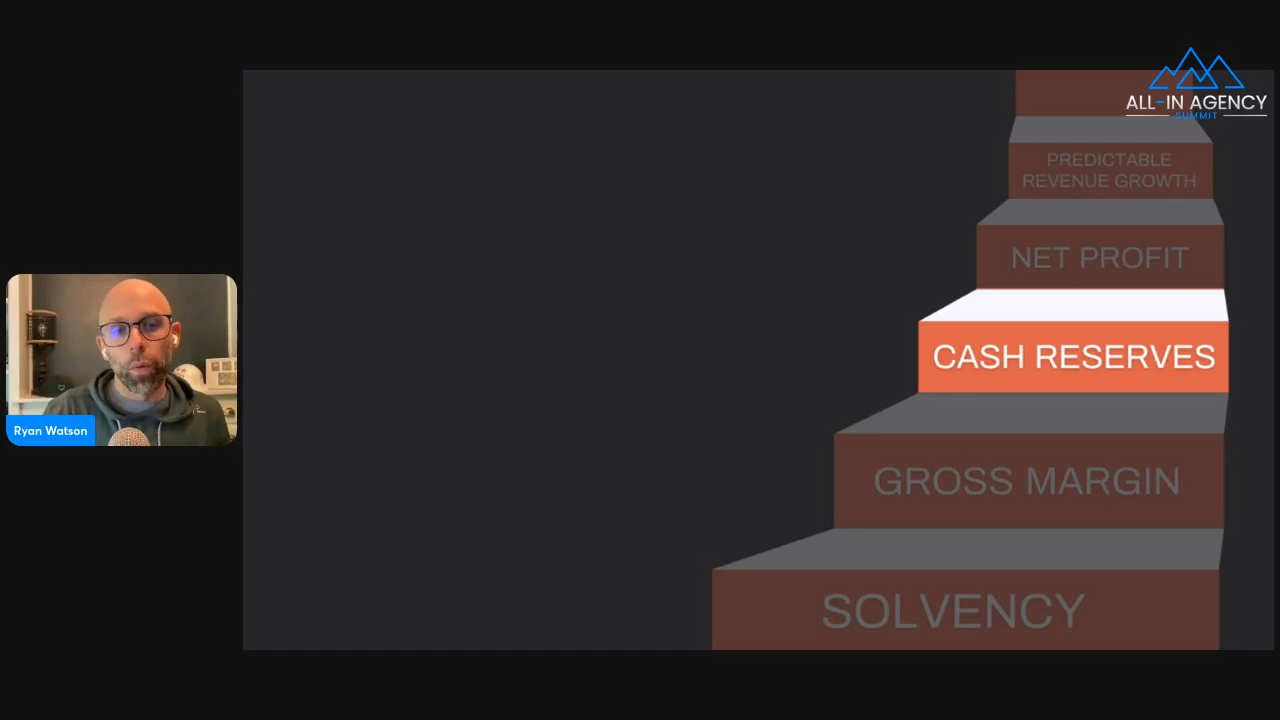 ALL-IN AGENCY
SUMMIT
PREDICTABLE
REVENUE GROWTH
NET PROFIT
CASH RESERVES
GROSS MARGIN
SOLVENCY
Ryan Watson